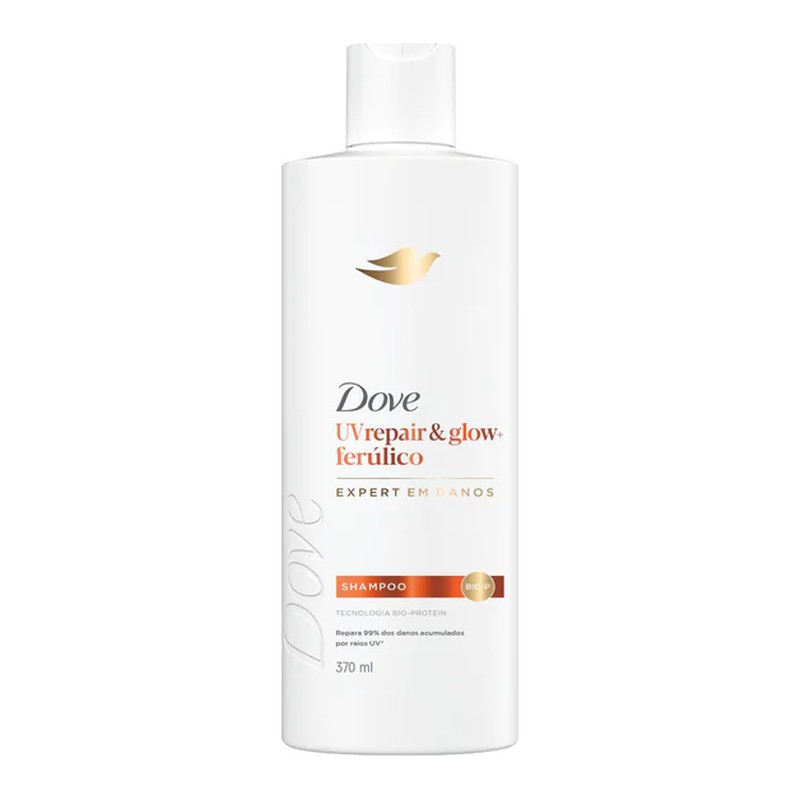 Dove
UVrepair & glow+
ferúlico
EXPERT EM DANOS
Dove
SHAMPOO
BIO-P
TECNOLOGIA BIO-PROTEIN
Repara 99% dos danos acumulados
por raios UV*
370 ml